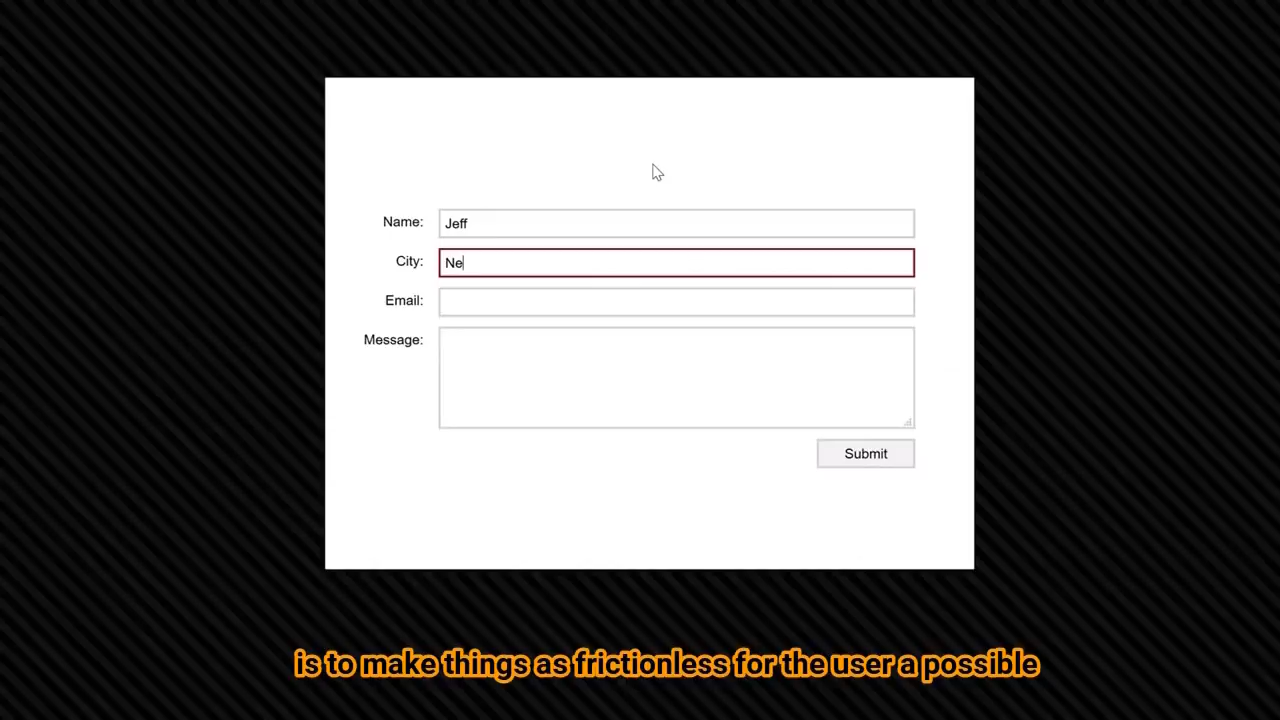 Name: Jeff
City: Ne
Email:
Message:
Submit
is to make things as frictionless for the user a possible